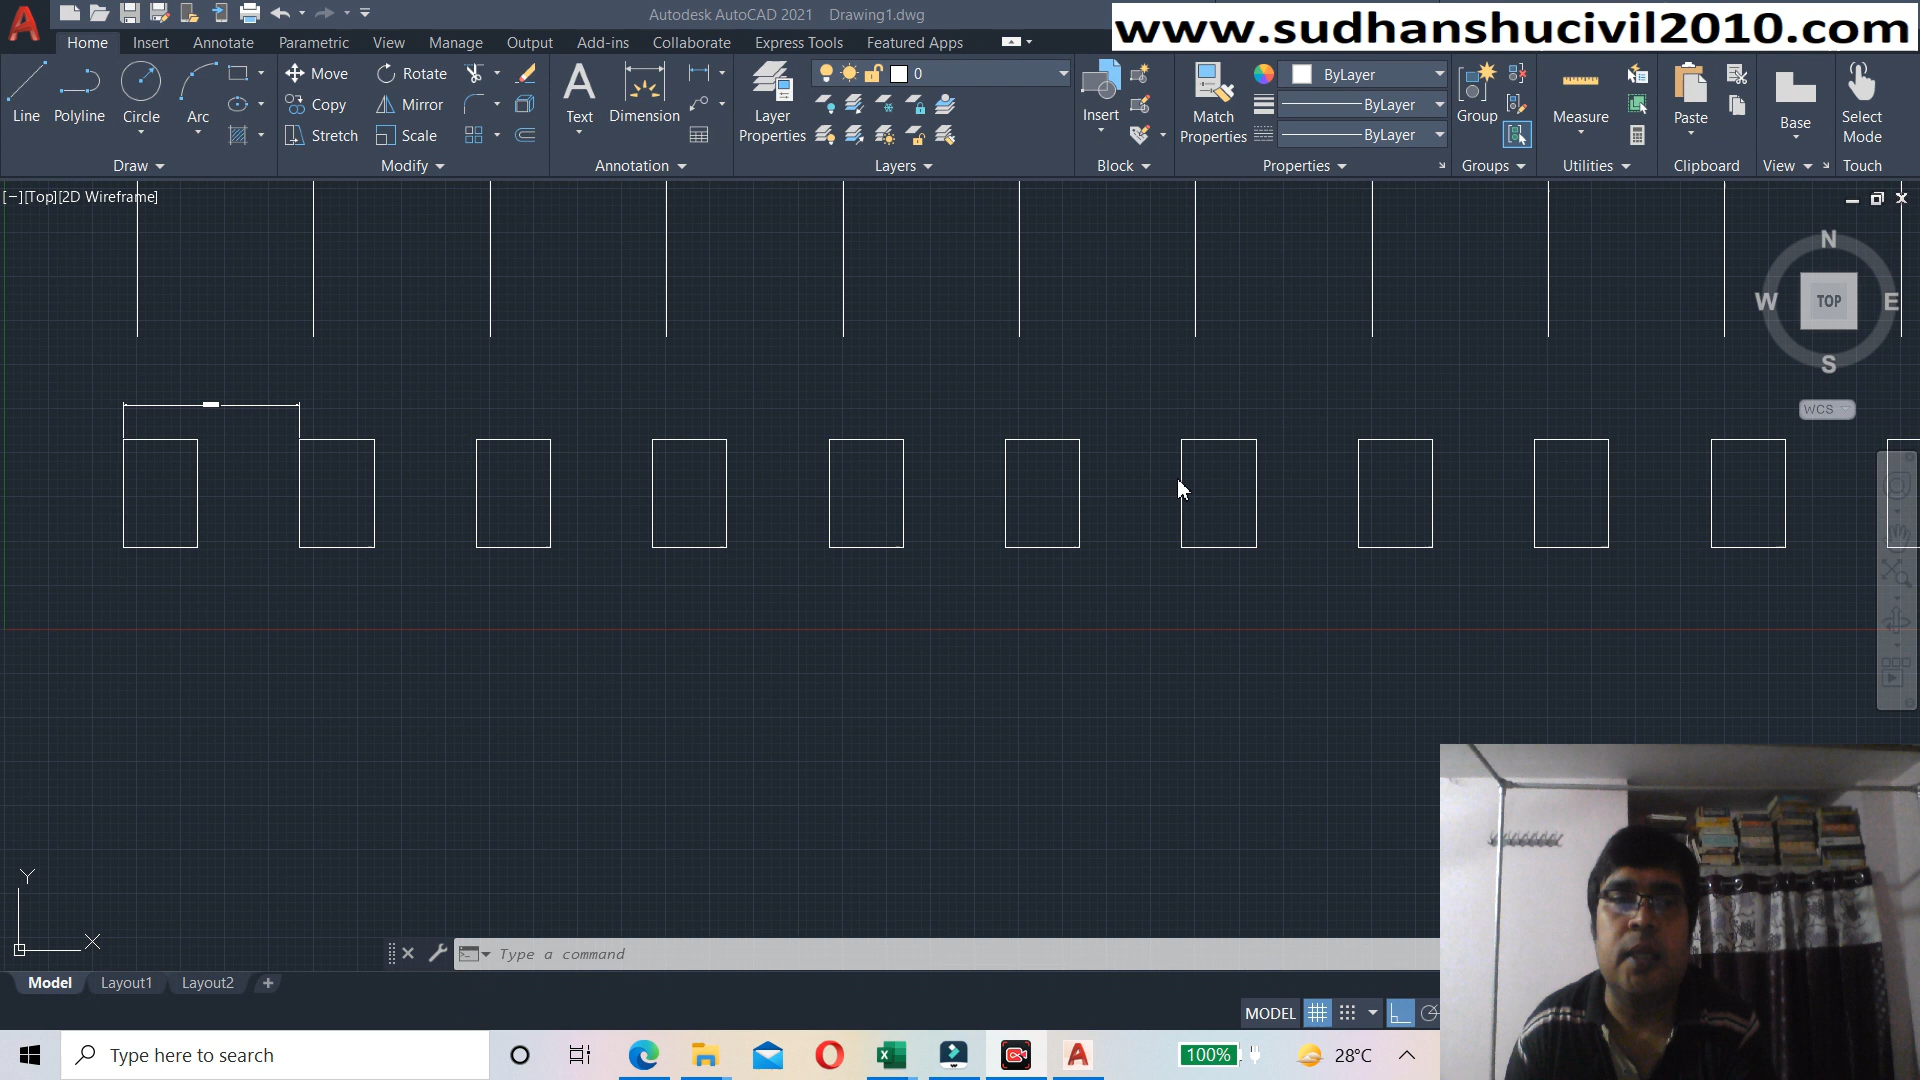 Autodesk AutoCAD 2021 Drawing1.dwg
www.sudhanshucivil2010.com
Home Insert Annotate Parametric View Manage Output Add-ins Collaborate Express Tools Featured Apps
Line Polyline Circle Arc
Draw
Move Rotate
Copy Mirror
Stretch Scale
Modify
Text Dimension
Annotation
Layer
Properties
0
Layers
Insert
Block
Match
Properties
ByLayer
ByLayer
ByLayer
Properties
Group
Groups
Measure
Utilities
Paste
Clipboard
Base
View
Select
Mode
Touch
[−][Top][2D Wireframe]
N
W TOP E
S
WCS
Y
X
Type a command
Model Layout1 Layout2 +
MODEL
Type here to search
100% 28°C